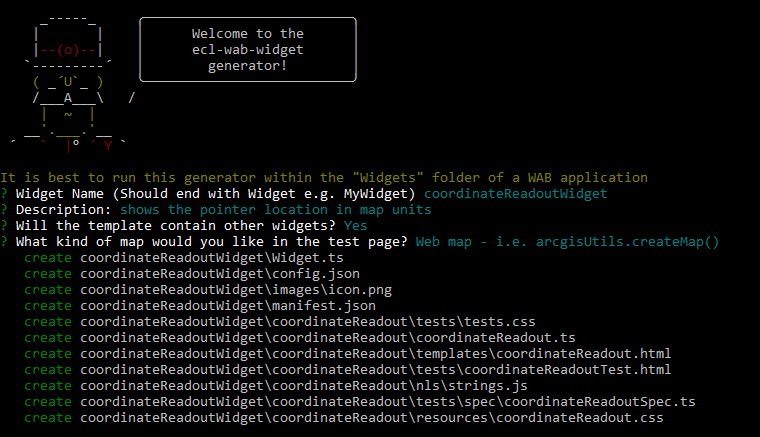 Welcome to the
ecl-wab-widget
generator!
It is best to run this generator within the "Widgets" folder of a WAB application
? Widget Name (Should end with Widget e.g. MyWidget) coordinateReadoutWidget
? Description: shows the pointer location in map units
? Will the template contain other widgets? Yes
? What kind of map would you like in the test page? Web map - i.e. arcgisUtils.createMap()
create coordinateReadoutWidget\Widget.ts
create coordinateReadoutWidget\config.json
create coordinateReadoutWidget\images\icon.png
create coordinateReadoutWidget\manifest.json
create coordinateReadoutWidget\coordinateReadout\tests\tests.css
create coordinateReadoutWidget\coordinateReadout\coordinateReadout.ts
create coordinateReadoutWidget\coordinateReadout\templates\coordinateReadout.html
create coordinateReadoutWidget\coordinateReadout\tests\coordinateReadoutTest.html
create coordinateReadoutWidget\coordinateReadout\nls\strings.js
create coordinateReadoutWidget\coordinateReadout\tests\spec\coordinateReadoutSpec.ts
create coordinateReadoutWidget\coordinateReadout\resources\coordinateReadout.css